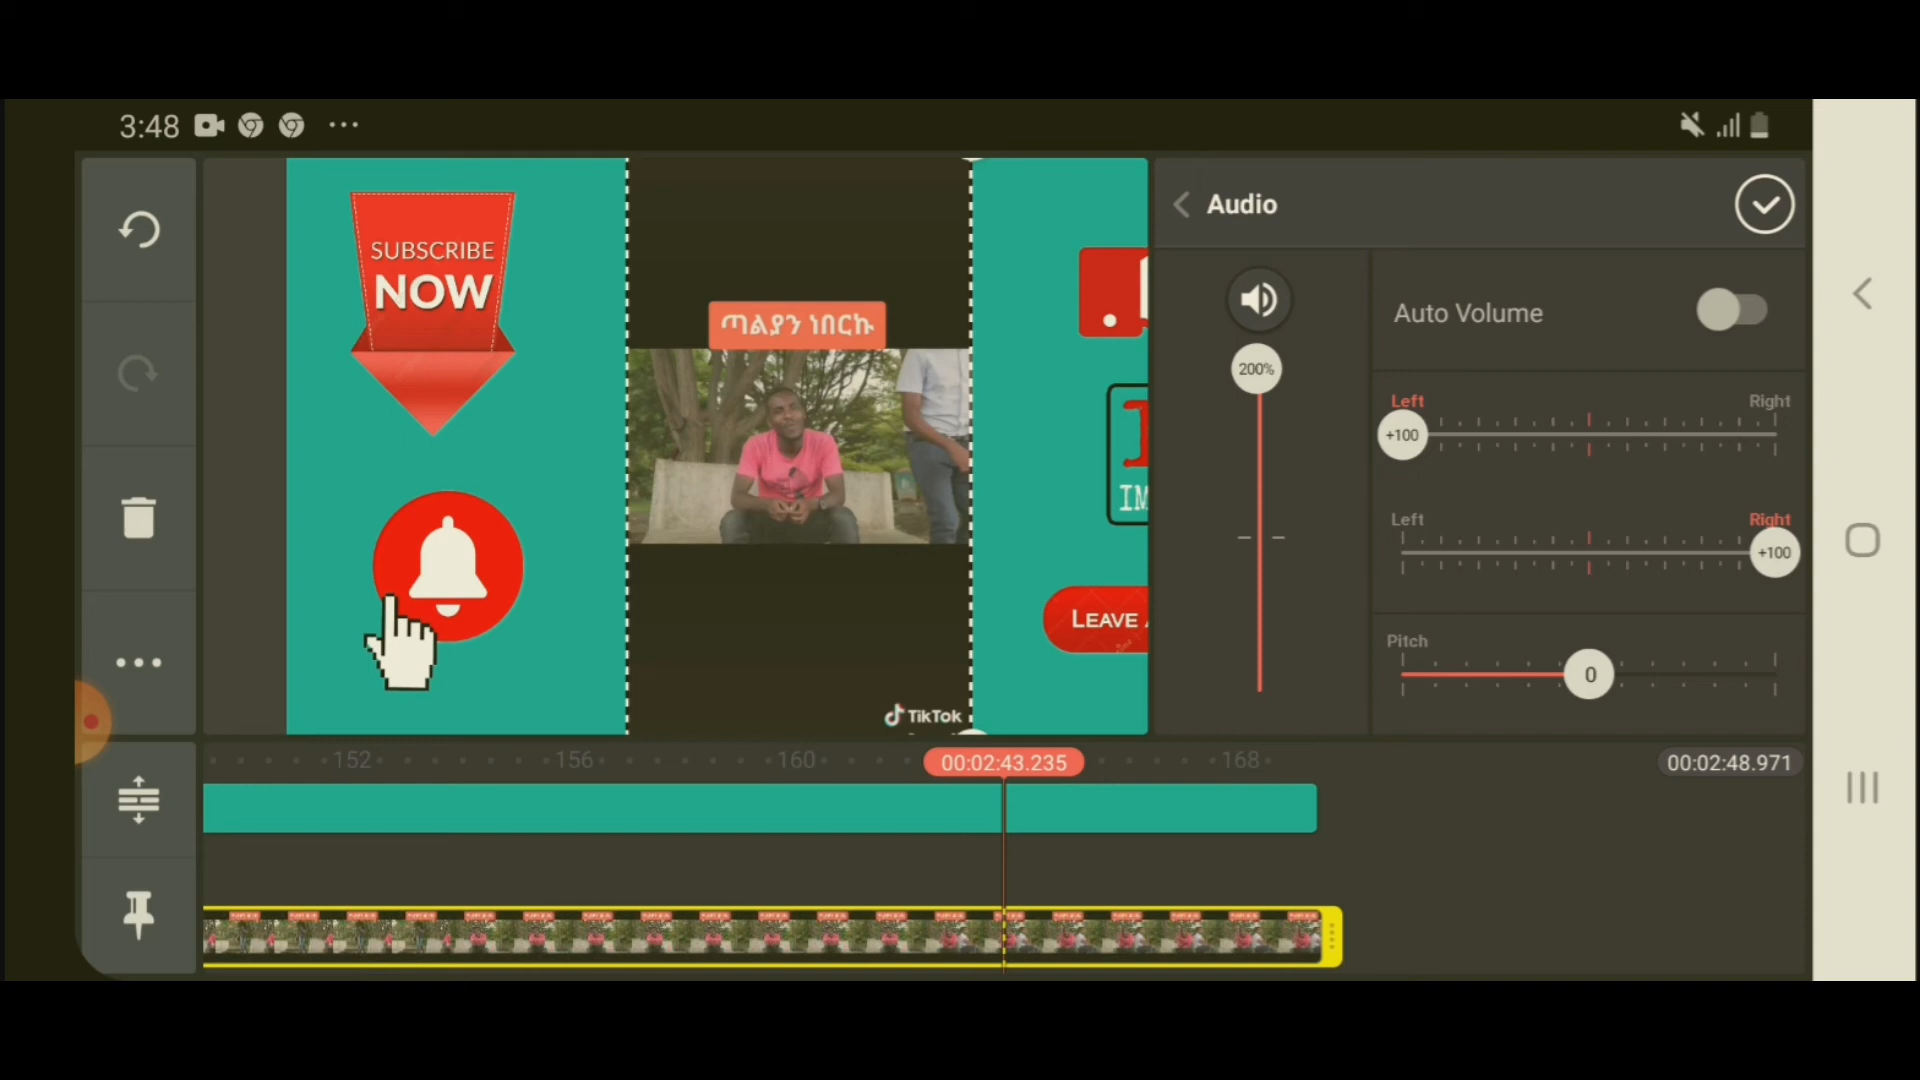 3:48
SUBSCRIBE
NOW
ጣልያን ነበርኩ
LEAVE
TikTok
Audio
200%
Auto Volume
Left
Right
+100
Left
Right
+100
Pitch
0
152
156
160
00:02:43.235
168
00:02:48.971